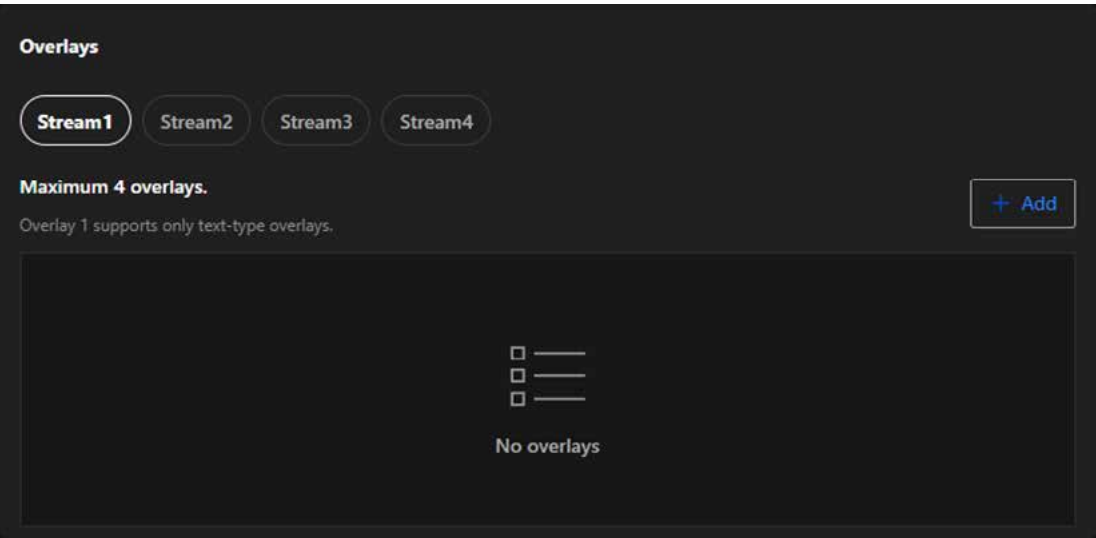 Overlays
Stream1 Stream2 Stream3 Stream4
Maximum 4 overlays.
+ Add
Overlay 1 supports only text-type overlays.
No overlays